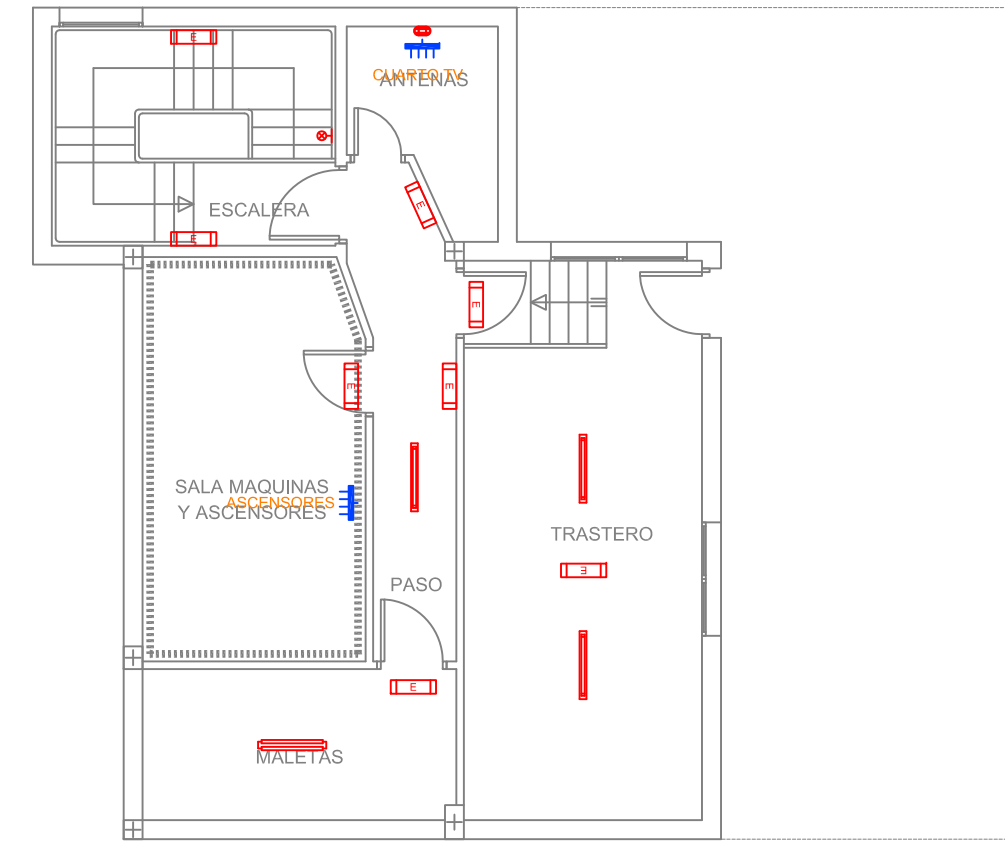 E
CUARTO TV
ANTENAS
E
ESCALERA
E
E
E
E
SALA MAQUINAS
ASCENSORES
Y ASCENSORES
TRASTERO
E
PASO
E
MALETAS